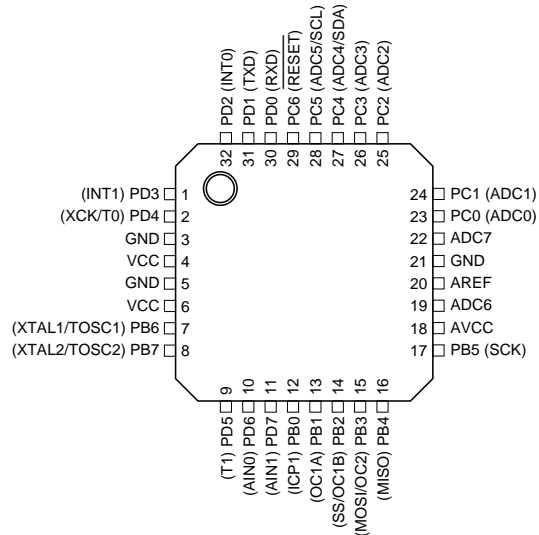 PD2 (INT0)
PD1 (TXD)
PD0 (RXD)
PC6 (RESET)
PC5 (ADC5/SCL)
PC4 (ADC4/SDA)
PC3 (ADC3)
PC2 (ADC2)
32
31
30
29
28
27
26
25
(INT1) PD3 1
(XCK/T0) PD4 2
GND 3
VCC 4
GND 5
VCC 6
(XTAL1/TOSC1) PB6 7
(XTAL2/TOSC2) PB7 8
24 PC1 (ADC1)
23 PC0 (ADC0)
22 ADC7
21 GND
20 AREF
19 ADC6
18 AVCC
17 PB5 (SCK)
9
10
11
12
13
14
15
16
(T1) PD5
(AIN0) PD6
(AIN1) PD7
(ICP1) PB0
(OC1A) PB1
(SS/OC1B) PB2
(MOSI/OC2) PB3
(MISO) PB4